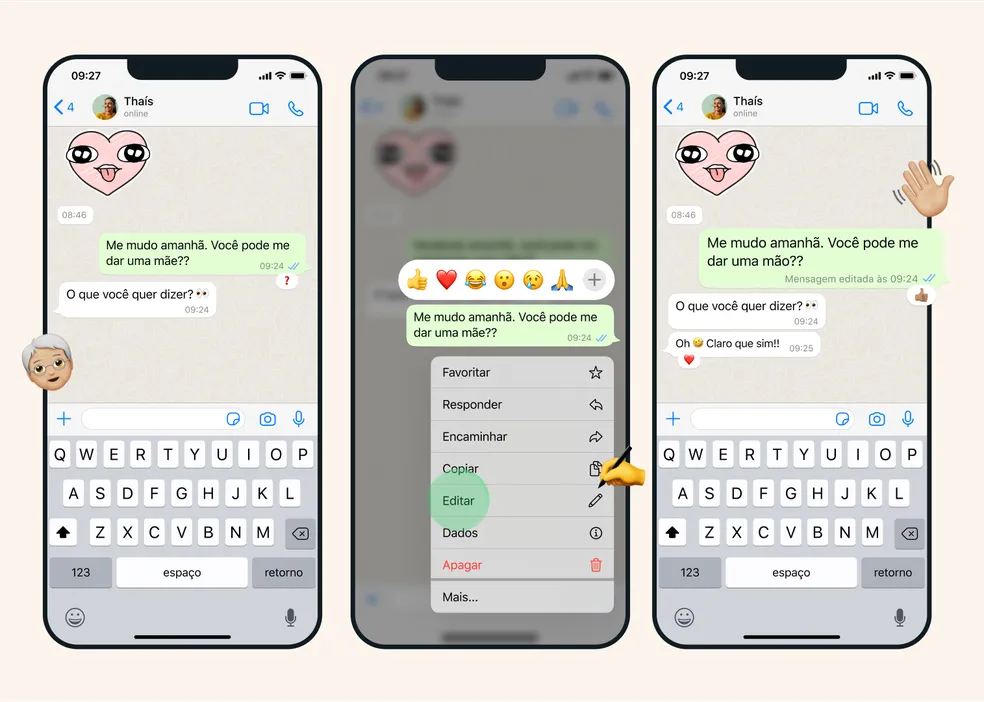 09:27
4
Thaís
online
08:46
Me mudo amanhã. Você pode me
dar uma mãe??
09:24
?
O que você quer dizer? 👀
09:24
Q W E R T Y U I O P
A S D F G H J K L
Z X C V B N M
123 espaço retorno
👍 ❤️ 😂 😮 😢 🙏 +
Me mudo amanhã. Você pode me
dar uma mãe??
09:24
Favoritar
Responder
Encaminhar
Copiar
Editar
Dados
Apagar
Mais...
09:27
4
Thaís
online
08:46
Me mudo amanhã. Você pode me
dar uma mão??
Mensagem editada às 09:24
O que você quer dizer? 👀
09:24
Oh 🤣 Claro que sim!!
09:25
Q W E R T Y U I O P
A S D F G H J K L
Z X C V B N M
123 espaço retorno